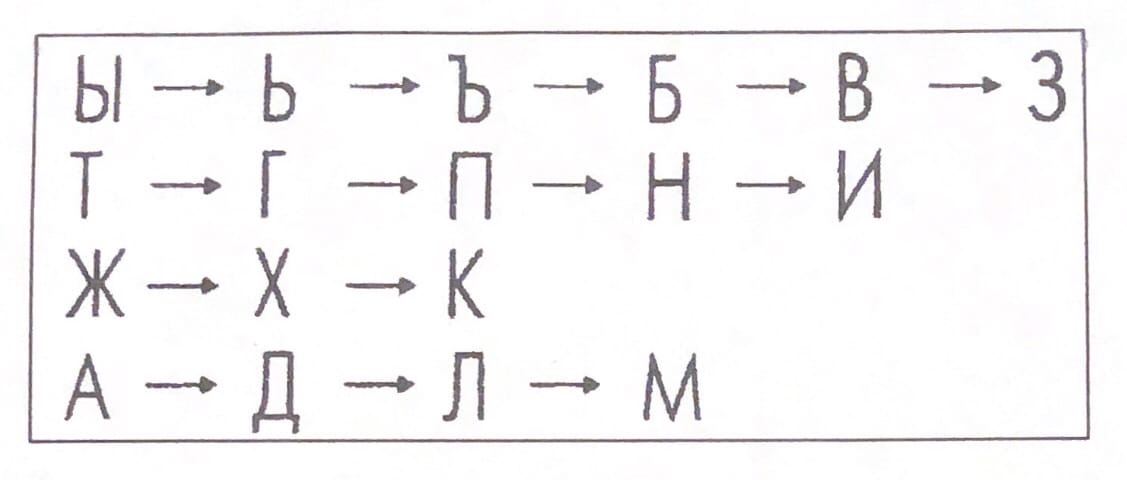 Ы → Ь → Ъ → Б → В → З
Т → Г → П → Н → И
Ж → Х → К
А → Д → Л → М